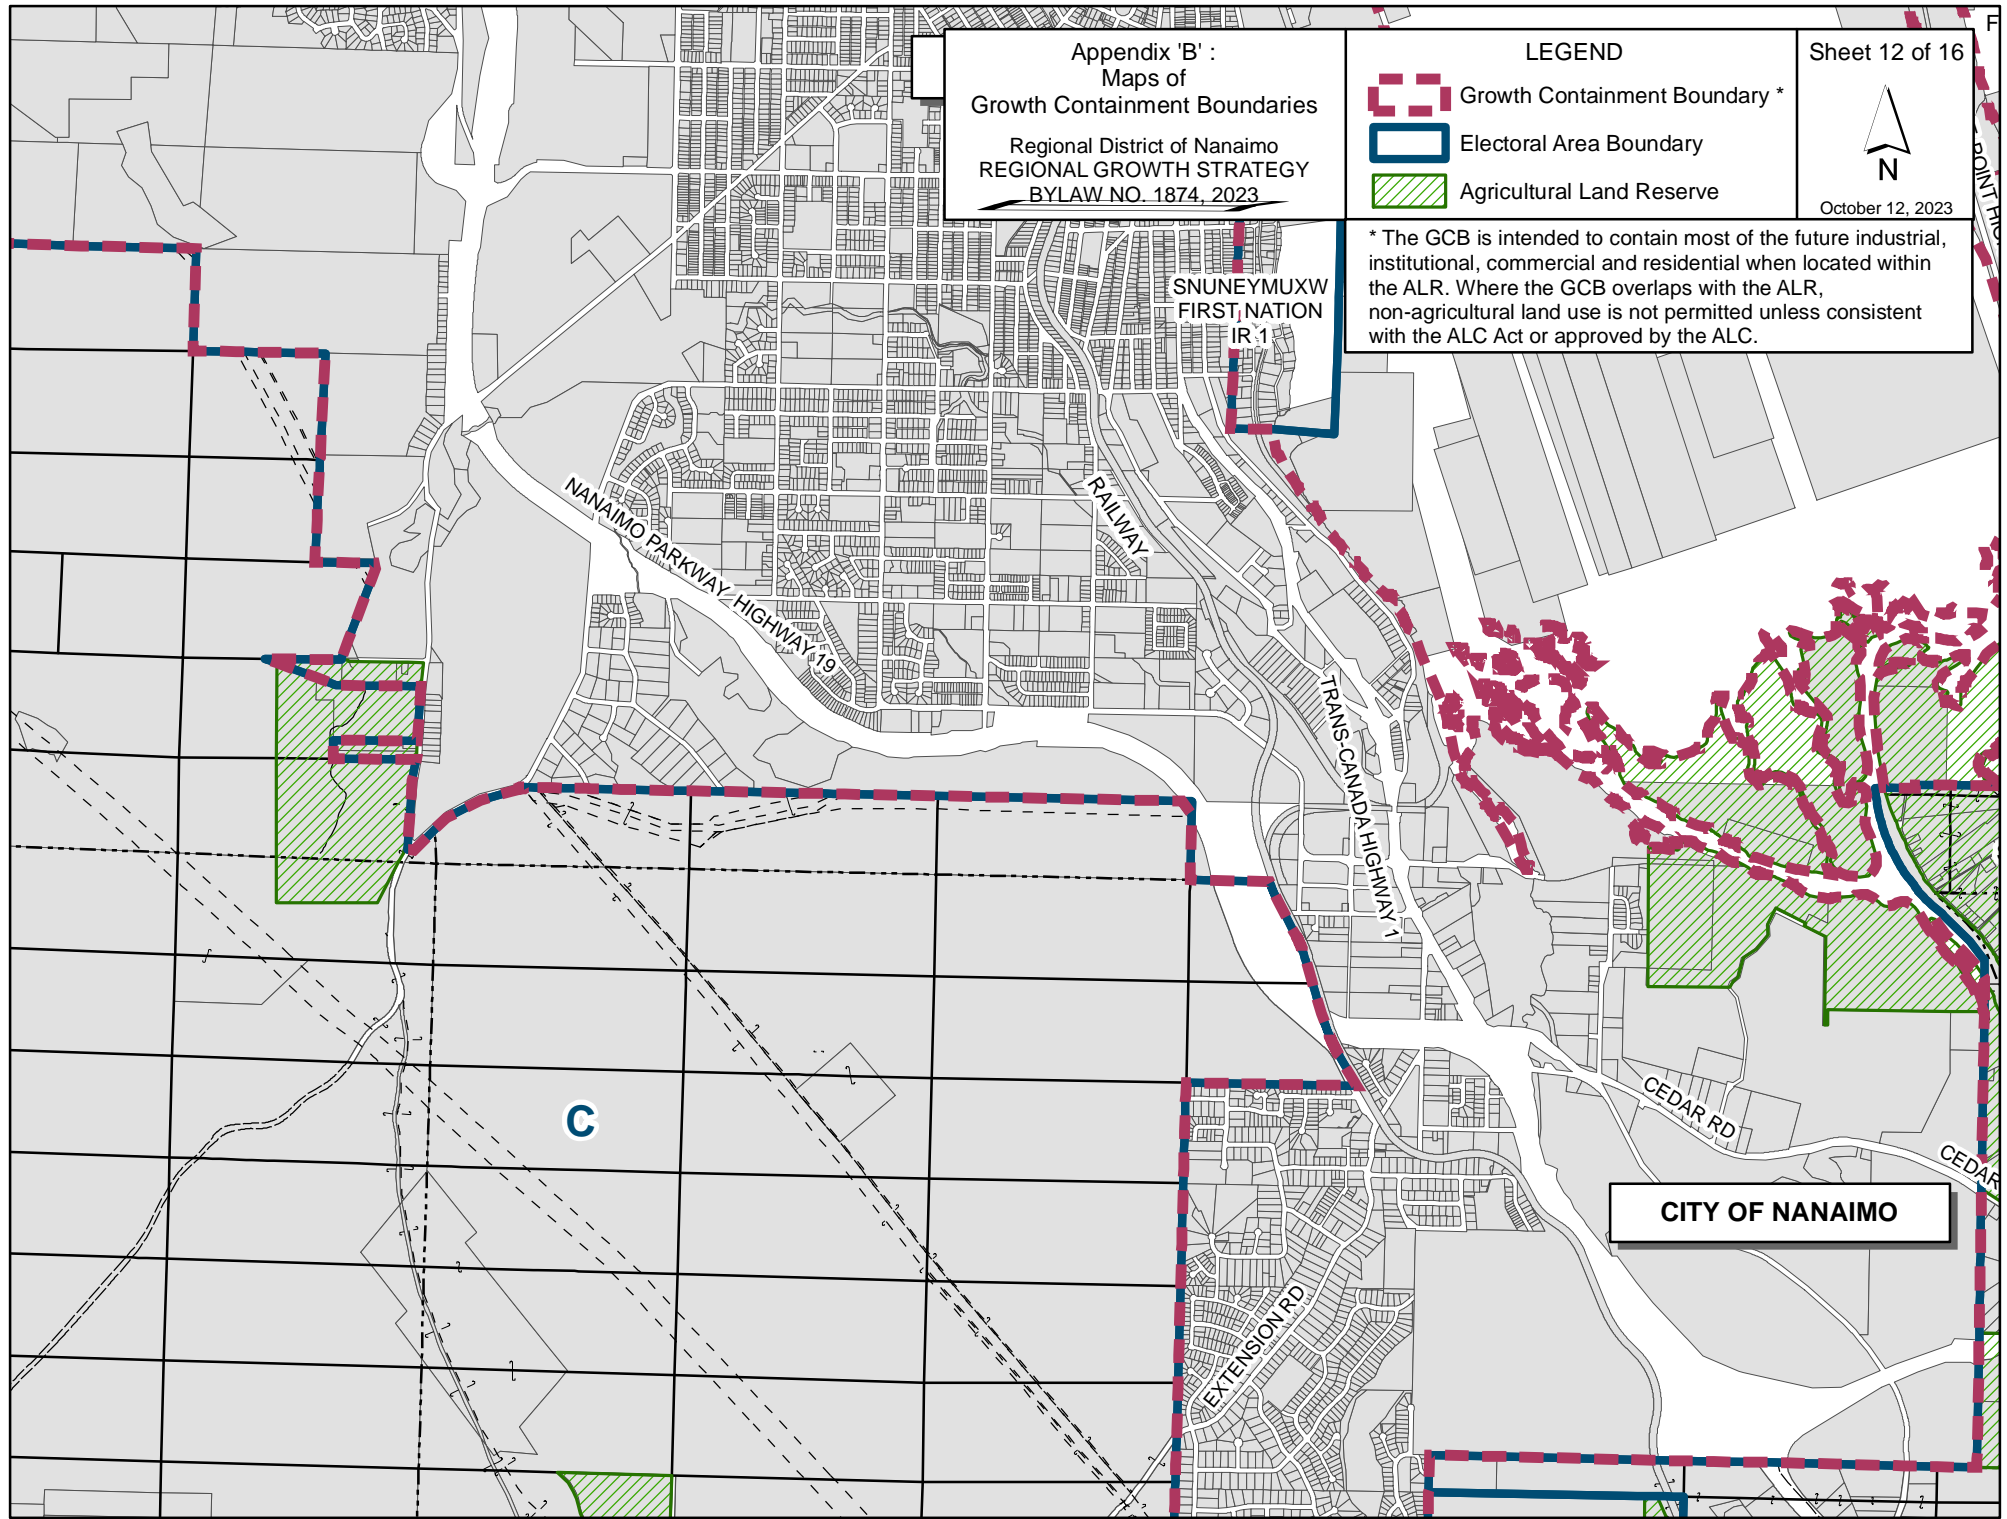 Appendix 'B' :
Maps of
Growth Containment Boundaries
Regional District of Nanaimo
REGIONAL GROWTH STRATEGY
BYLAW NO. 1874, 2023
LEGEND
Growth Containment Boundary *
Electoral Area Boundary
Agricultural Land Reserve
Sheet 12 of 16
N
October 12, 2023
* The GCB is intended to contain most of the future industrial,
institutional, commercial and residential when located within
the ALR. Where the GCB overlaps with the ALR,
non-agricultural land use is not permitted unless consistent
with the ALC Act or approved by the ALC.
F
POINT
SNUNEYMUXW
FIRST NATION
IR 1
NANAIMO PARKWAY HIGHWAY 19
RAILWAY
TRANS-CANADA HIGHWAY 1
C
CEDAR RD
CEDAR
CITY OF NANAIMO
EXTENSION RD